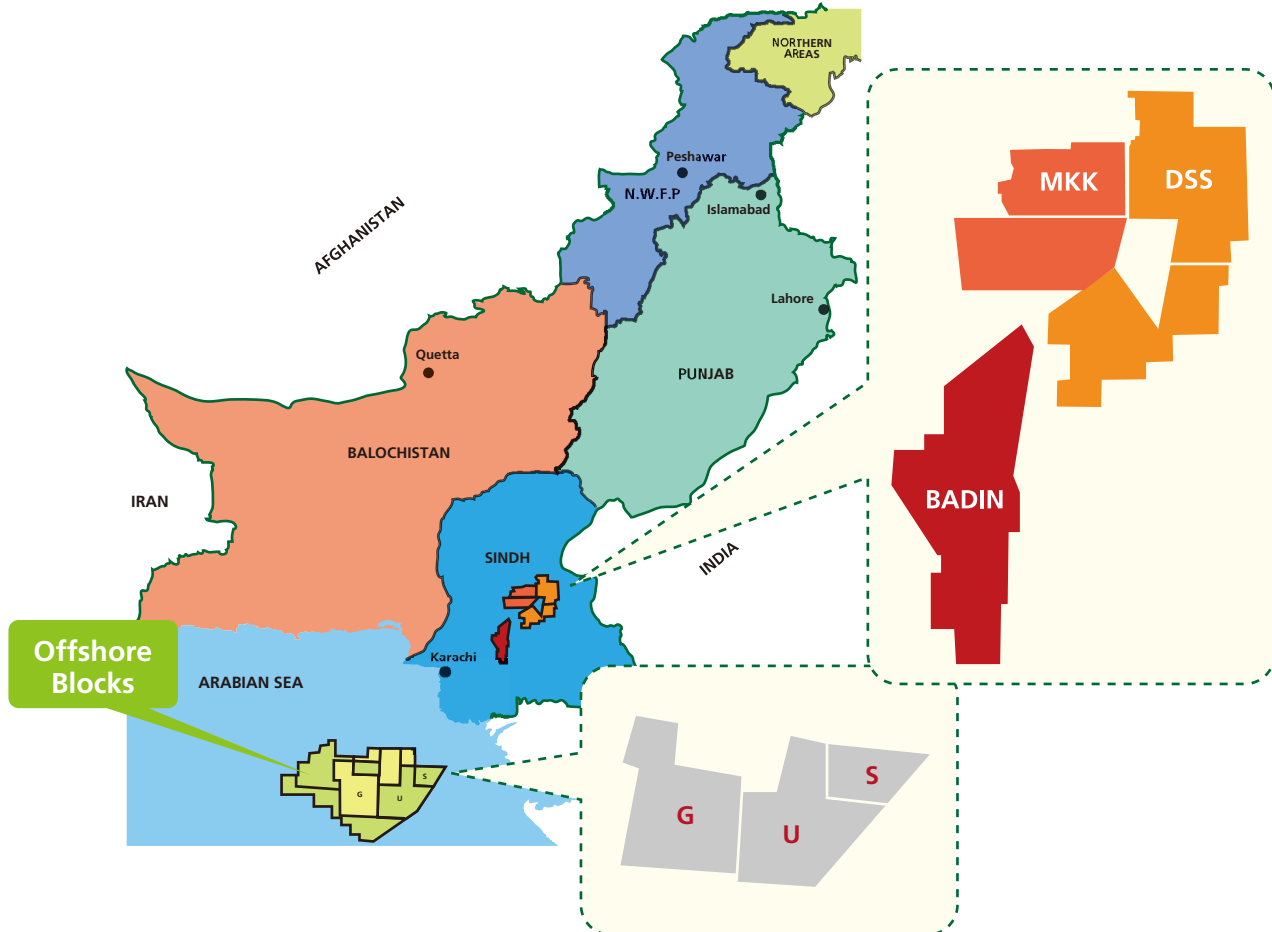 NORTHERN
AREAS
Peshawar
N.W.F.P
Islamabad
AFGHANISTAN
Lahore
Quetta
PUNJAB
BALOCHISTAN
IRAN
SINDH
INDIA
Karachi
Offshore
Blocks
ARABIAN SEA
S
G
U
MKK
DSS
BADIN
S
G
U